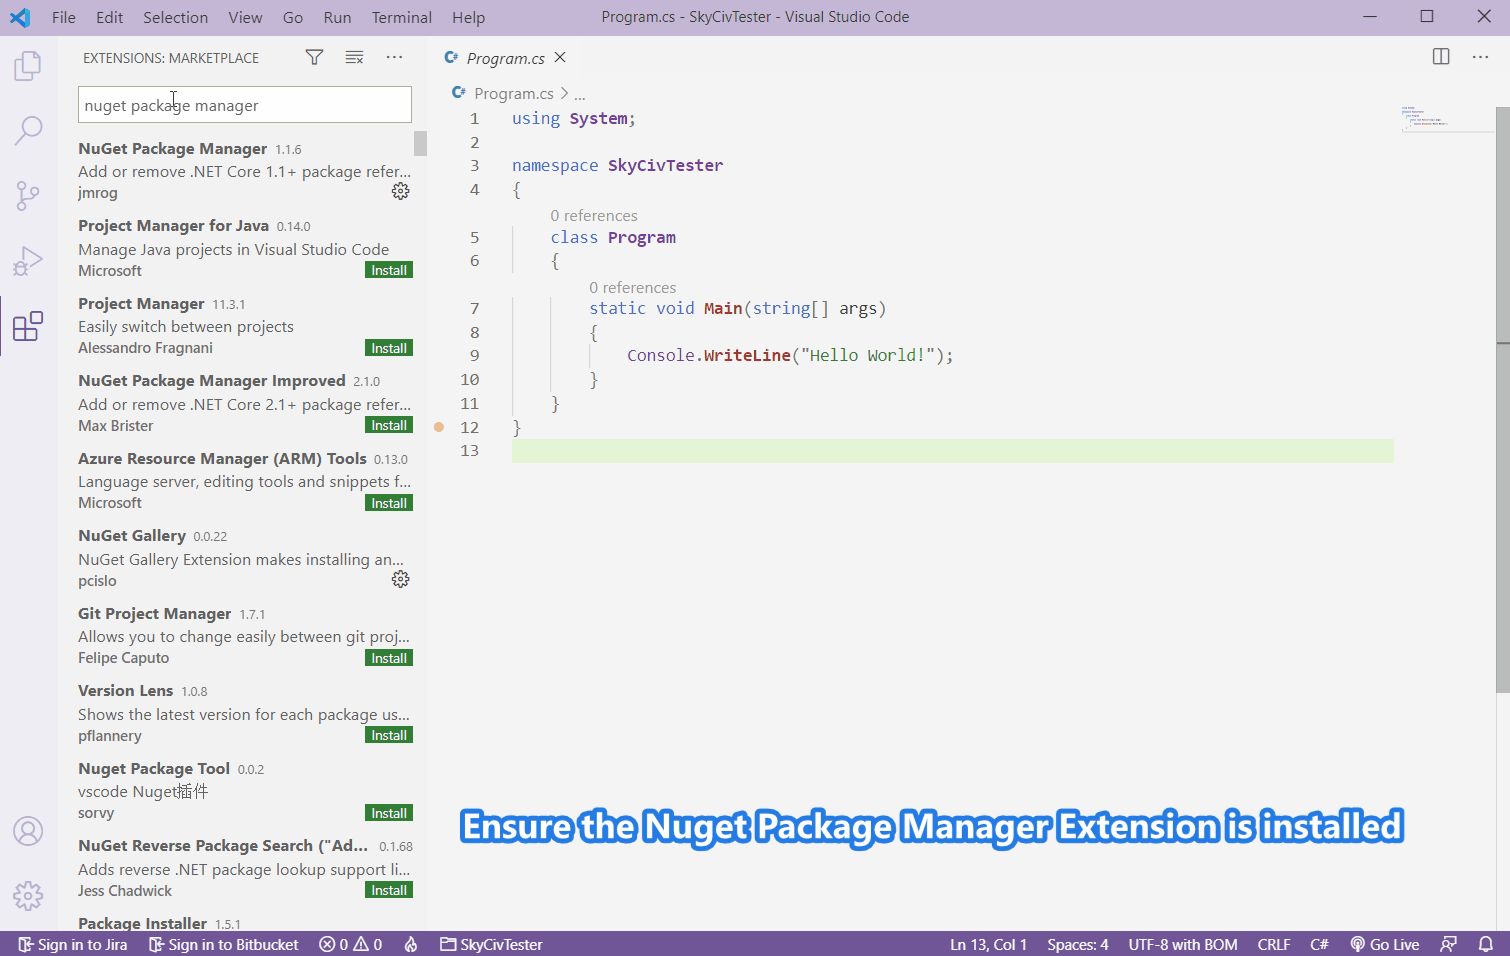 File Edit Selection View Go Run Terminal Help
Program.cs - SkyCivTester - Visual Studio Code
EXTENSIONS: MARKETPLACE
nuget package manager
NuGet Package Manager 1.1.6
Add or remove .NET Core 1.1+ package refer...
jmrog
Project Manager for Java 0.14.0
Manage Java projects in Visual Studio Code
Microsoft Install
Project Manager 11.3.1
Easily switch between projects
Alessandro Fragnani Install
NuGet Package Manager Improved 2.1.0
Add or remove .NET Core 2.1+ package refer...
Max Brister Install
Azure Resource Manager (ARM) Tools 0.13.0
Language server, editing tools and snippets f...
Microsoft Install
NuGet Gallery 0.0.22
NuGet Gallery Extension makes installing an...
pcislo
Git Project Manager 1.7.1
Allows you to change easily between git proj...
Felipe Caputo Install
Version Lens 1.0.8
Shows the latest version for each package us...
pflannery Install
Nuget Package Tool 0.0.2
vscode Nuget插件
sorvy Install
NuGet Reverse Package Search ("Ad... 0.1.68
Adds reverse .NET package lookup support li...
Jess Chadwick Install
Package Installer 1.5.1
C# Program.cs
C# Program.cs > ...
1 using System;
2
3 namespace SkyCivTester
4 {
0 references
5 class Program
6 {
0 references
7 static void Main(string[] args)
8 {
9 Console.WriteLine("Hello World!");
10 }
11 }
12 }
13
Ensure the Nuget Package Manager Extension is installed
Sign in to Jira Sign in to Bitbucket 0 0 SkyCivTester Ln 13, Col 1 Spaces: 4 UTF-8 with BOM CRLF C# Go Live